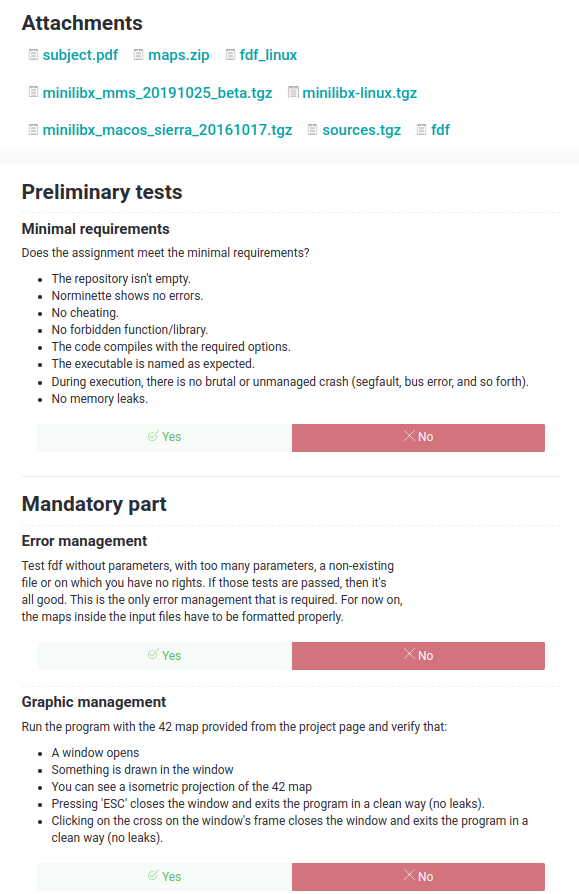 Attachments
subject.pdf maps.zip fdf_linux
minilibx_mms_20191025_beta.tgz minilibx-linux.tgz
minilibx_macos_sierra_20161017.tgz sources.tgz fdf
Preliminary tests
Minimal requirements
Does the assignment meet the minimal requirements?
• The repository isn't empty.
• Norminette shows no errors.
• No cheating.
• No forbidden function/library.
• The code compiles with the required options.
• The executable is named as expected.
• During execution, there is no brutal or unmanaged crash (segfault, bus error, and so forth).
• No memory leaks.
Yes No
Mandatory part
Error management
Test fdf without parameters, with too many parameters, a non-existing
file or on which you have no rights. If those tests are passed, then it's
all good. This is the only error management that is required. For now on,
the maps inside the input files have to be formatted properly.
Yes No
Graphic management
Run the program with the 42 map provided from the project page and verify that:
• A window opens
• Something is drawn in the window
• You can see a isometric projection of the 42 map
• Pressing 'ESC' closes the window and exits the program in a clean way (no leaks).
• Clicking on the cross on the window's frame closes the window and exits the program in a
clean way (no leaks).
Yes No